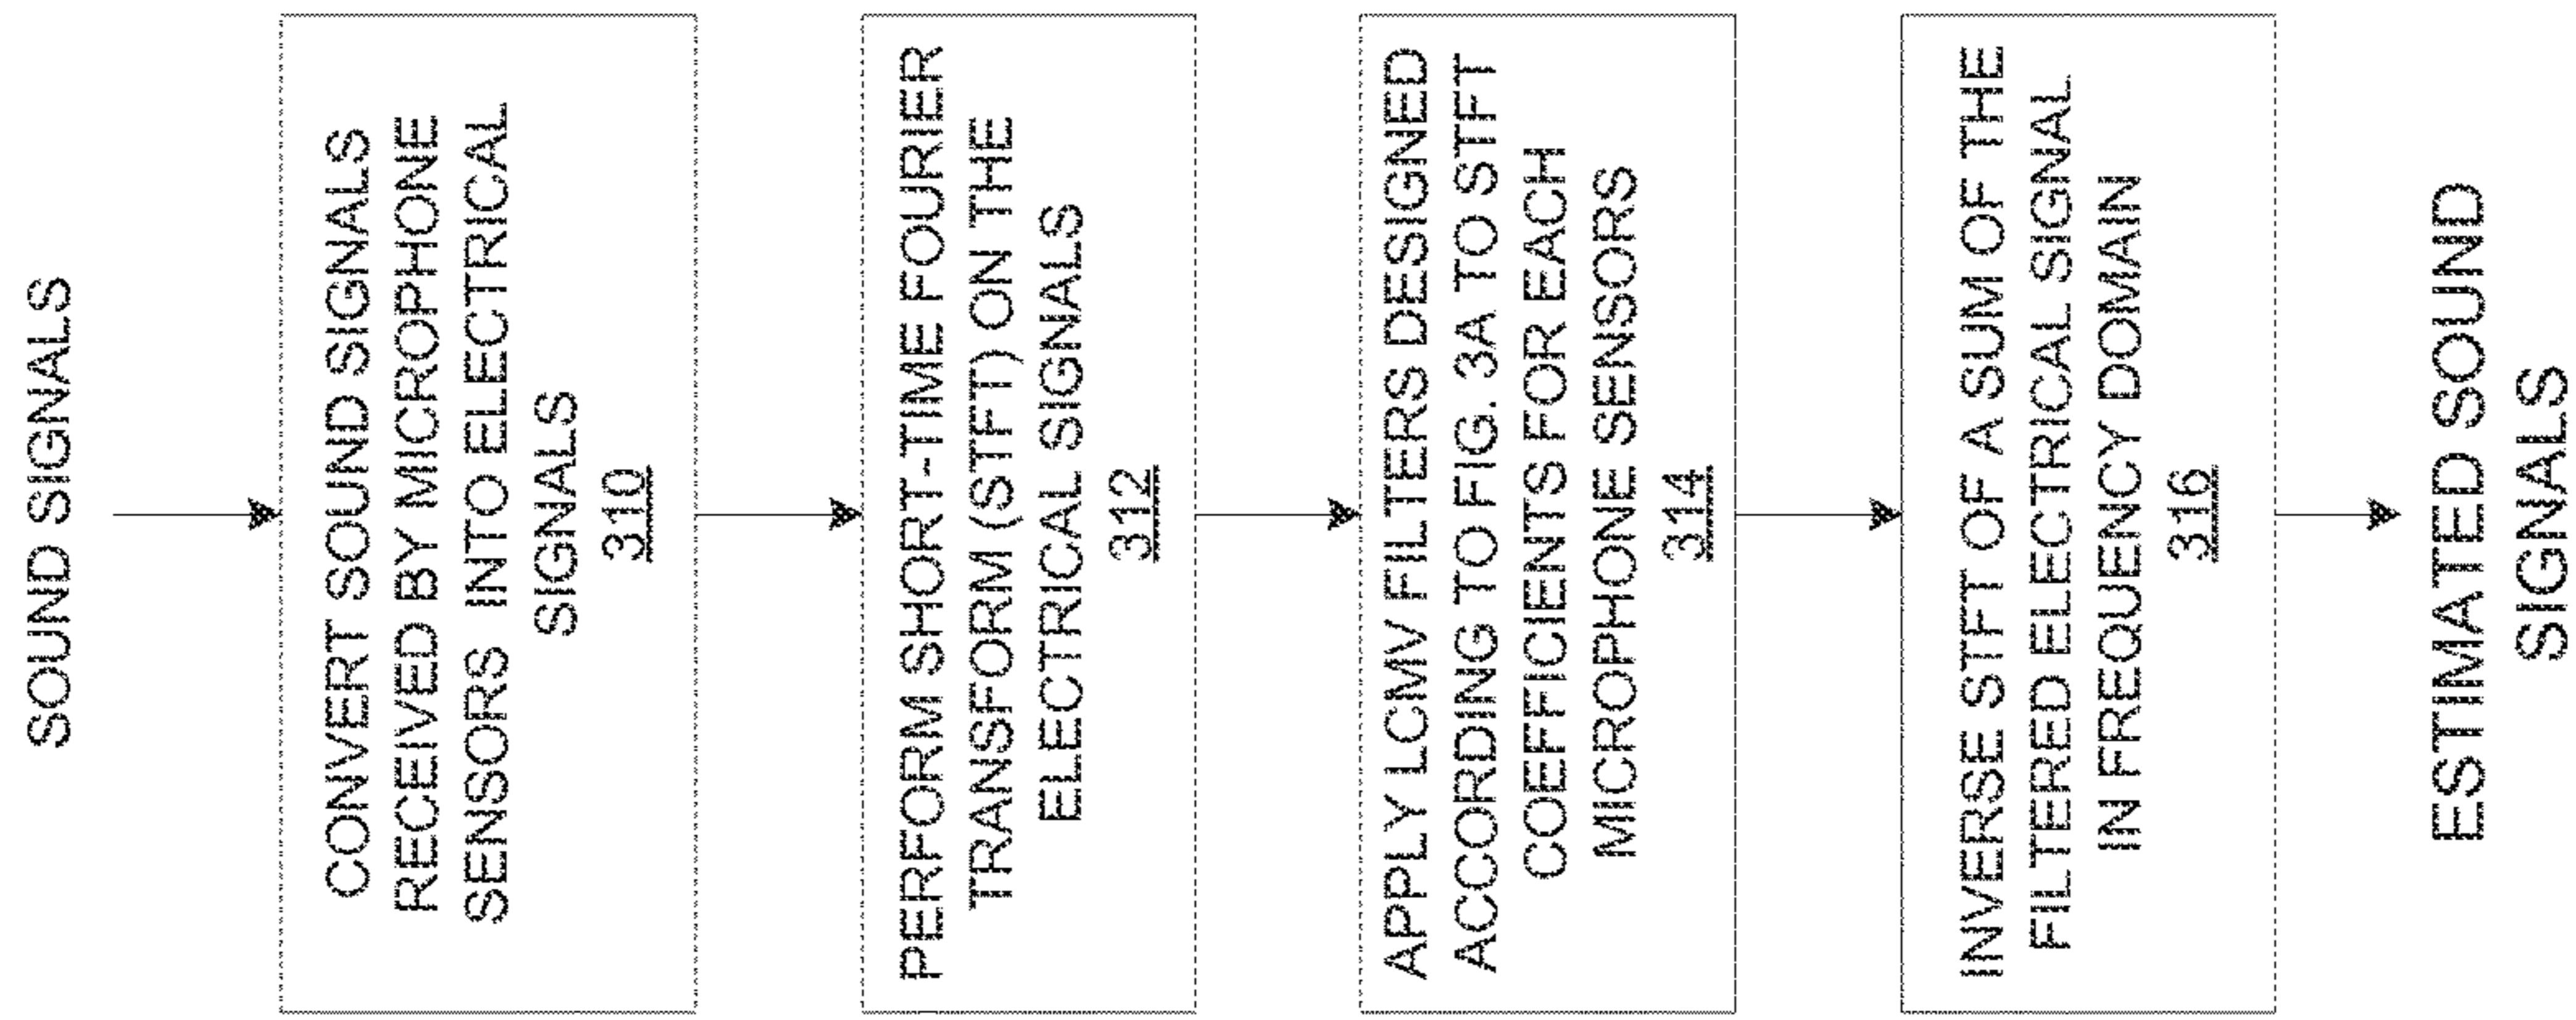 SOUND SIGNALS
CONVERT SOUND SIGNALS
RECEIVED BY MICROPHONE
SENSORS INTO ELECTRICAL
SIGNALS
310
PERFORM SHORT-TIME FOURIER
TRANSFORM (STFT) ON THE
ELECTRICAL SIGNALS
312
APPLY LCMV FILTERS DESIGNED
ACCORDING TO FIG. 3A TO STFT
COEFFICIENTS FOR EACH
MICROPHONE SENSORS
314
INVERSE STFT OF A SUM OF THE
FILTERED ELECTRICAL SIGNAL
IN FREQUENCY DOMAIN
316
ESTIMATED SOUND
SIGNALS